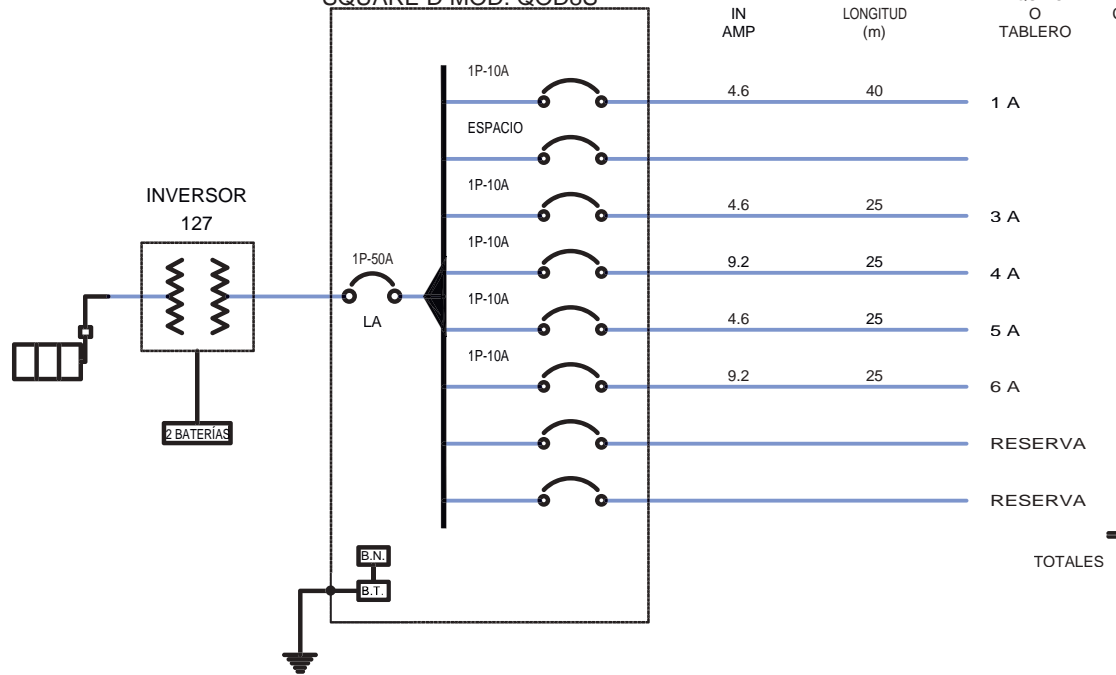 IN
AMP
LONGITUD
(m)
O
TABLERO
1P-10A
4.6
40
1 A
ESPACIO
1P-10A
4.6
25
3 A
INVERSOR
127
1P-10A
9.2
25
4 A
1P-50A
LA
1P-10A
4.6
25
5 A
1P-10A
9.2
25
6 A
2 BATERÍAS
RESERVA
RESERVA
B.N.
B.T.
TOTALES